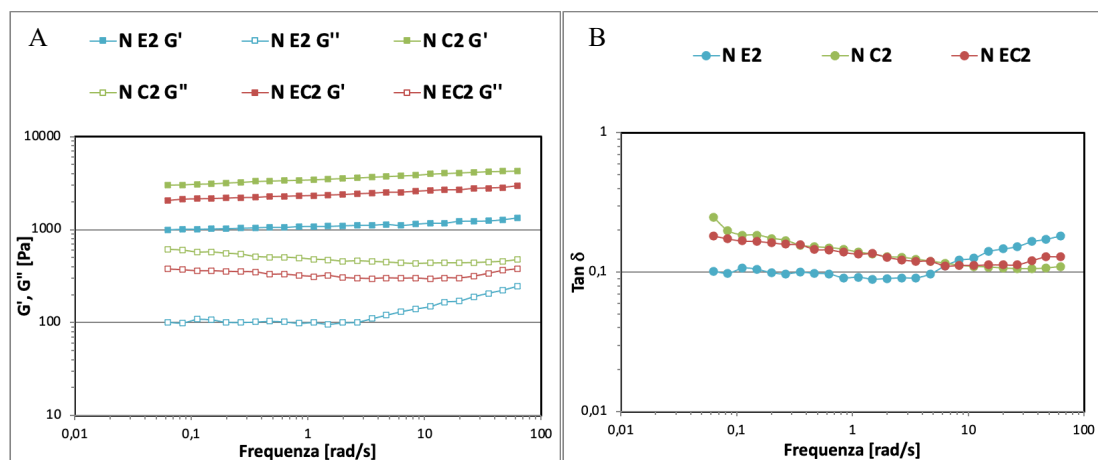 A
N E2 G' N E2 G'' N C2 G'
N C2 G" N EC2 G' N EC2 G''
G', G'' [Pa]
10000
1000
100
10
0,01 0,1 1 10 100
Frequenza [rad/s]
B
N E2 N C2 N EC2
Tan δ
1
0,1
0,01
0,01 0,1 1 10 100
Frequenza [rad/s]